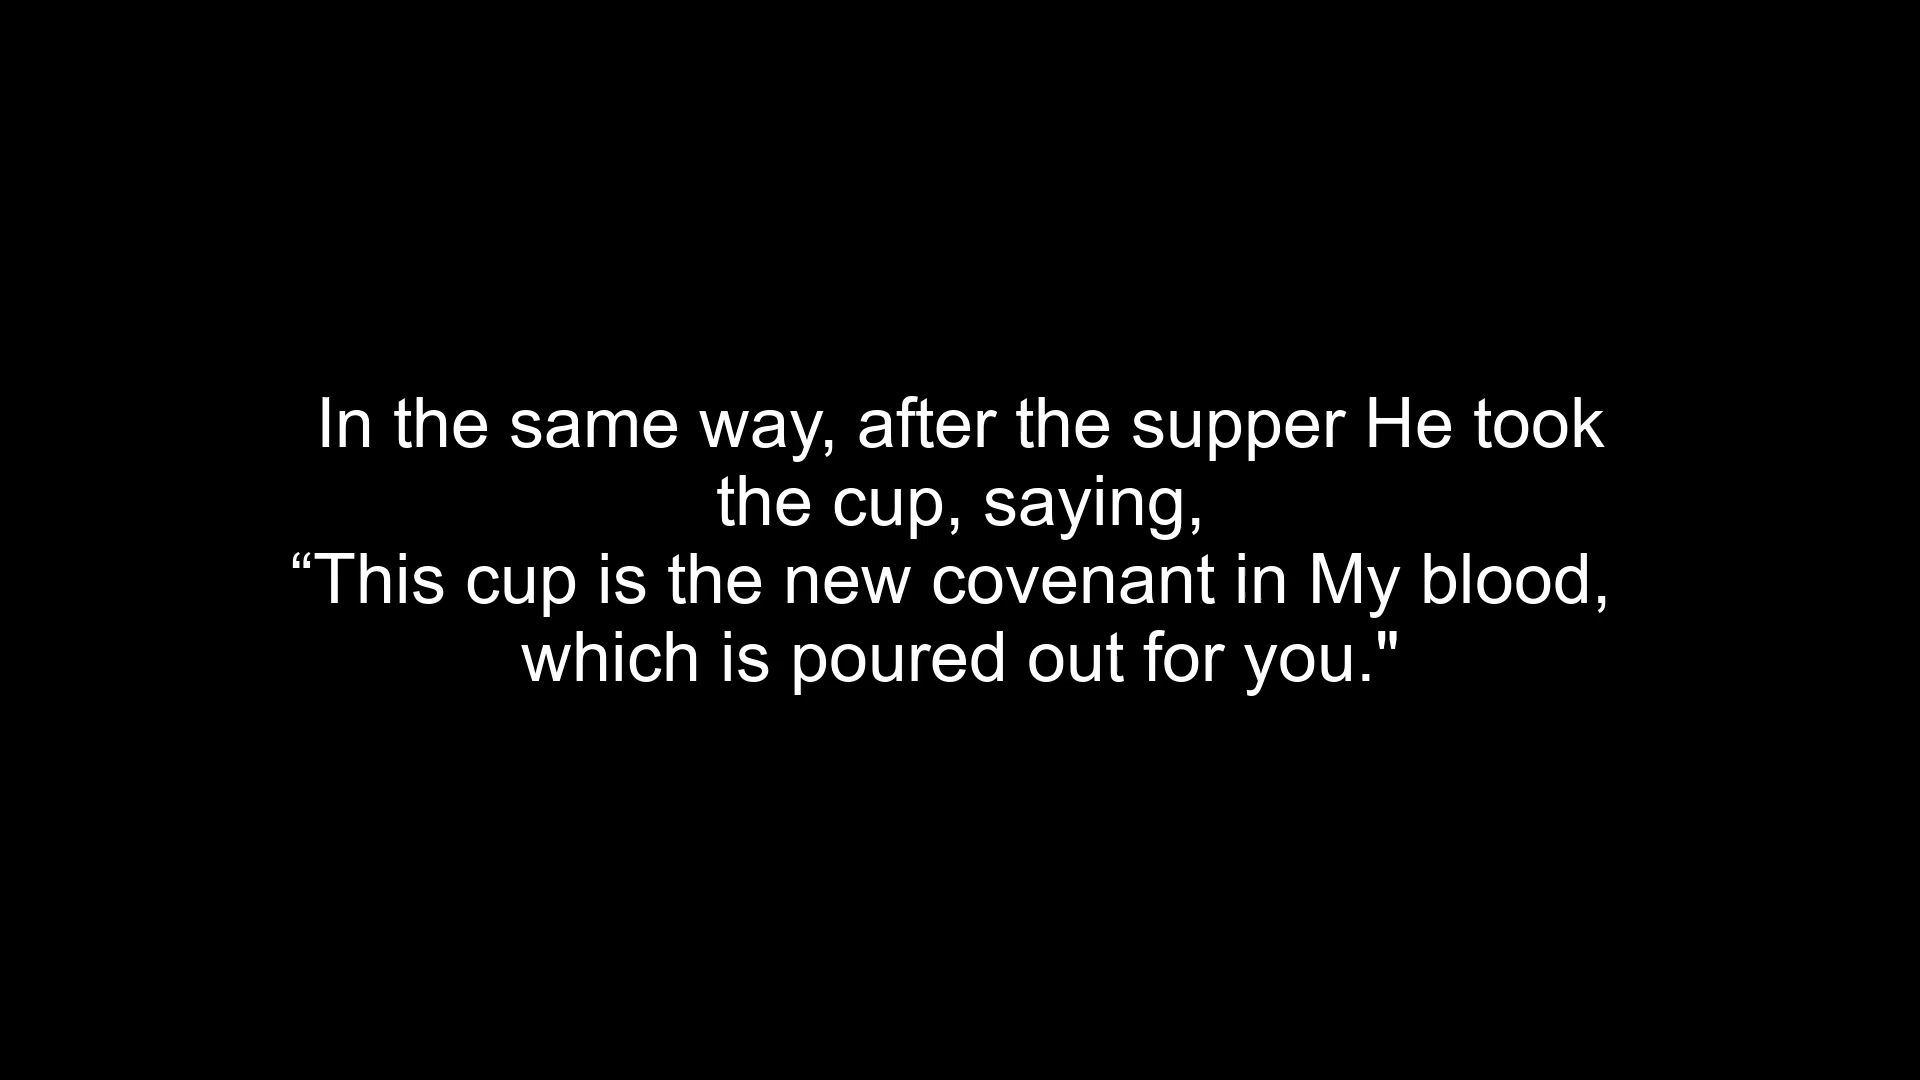 In the same way, after the supper He took
the cup, saying,
“This cup is the new covenant in My blood,
which is poured out for you."